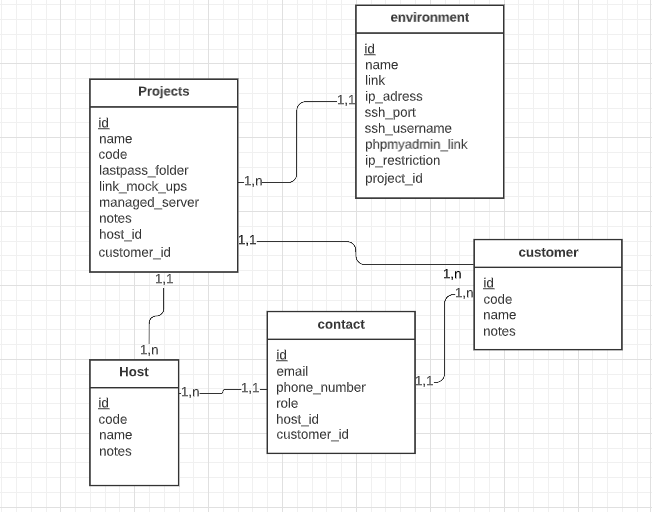 environment
id
name
link
ip_adress
ssh_port
ssh_username
phpmyadmin_link
ip_restriction
project_id
Projects
id
name
code
lastpass_folder
link_mock_ups
managed_server
notes
host_id
customer_id
1,1
1,n
1,1
1,n
customer
id
code
name
notes
1,1
1,n
1,n
1,1
contact
id
email
phone_number
role
host_id
customer_id
Host
id
code
name
notes
1,n
1,1